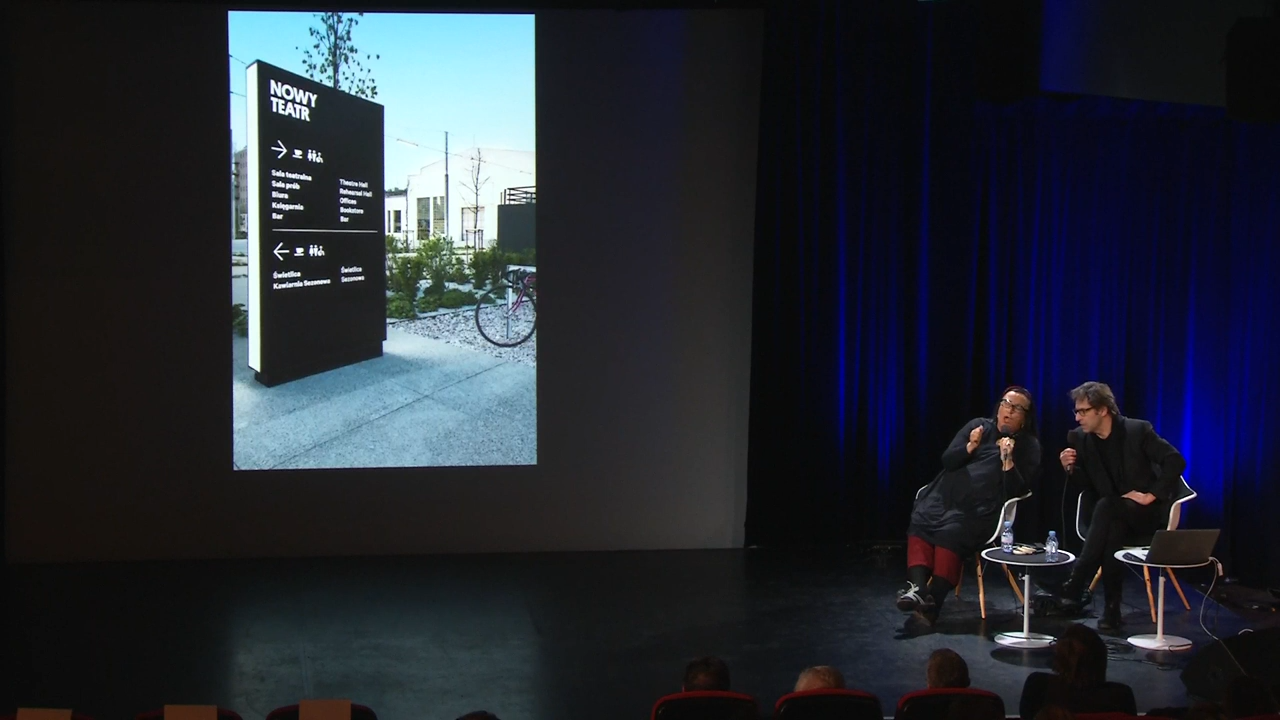 NOWY
TEATR
Sala teatralna
Sala prób
Biura
Księgarnia
Bar
Theatre Hall
Rehearsal Hall
Offices
Bookstore
Bar
Świetlica
Kawiarnia Sezonowa
Świetlica
Sezonowa